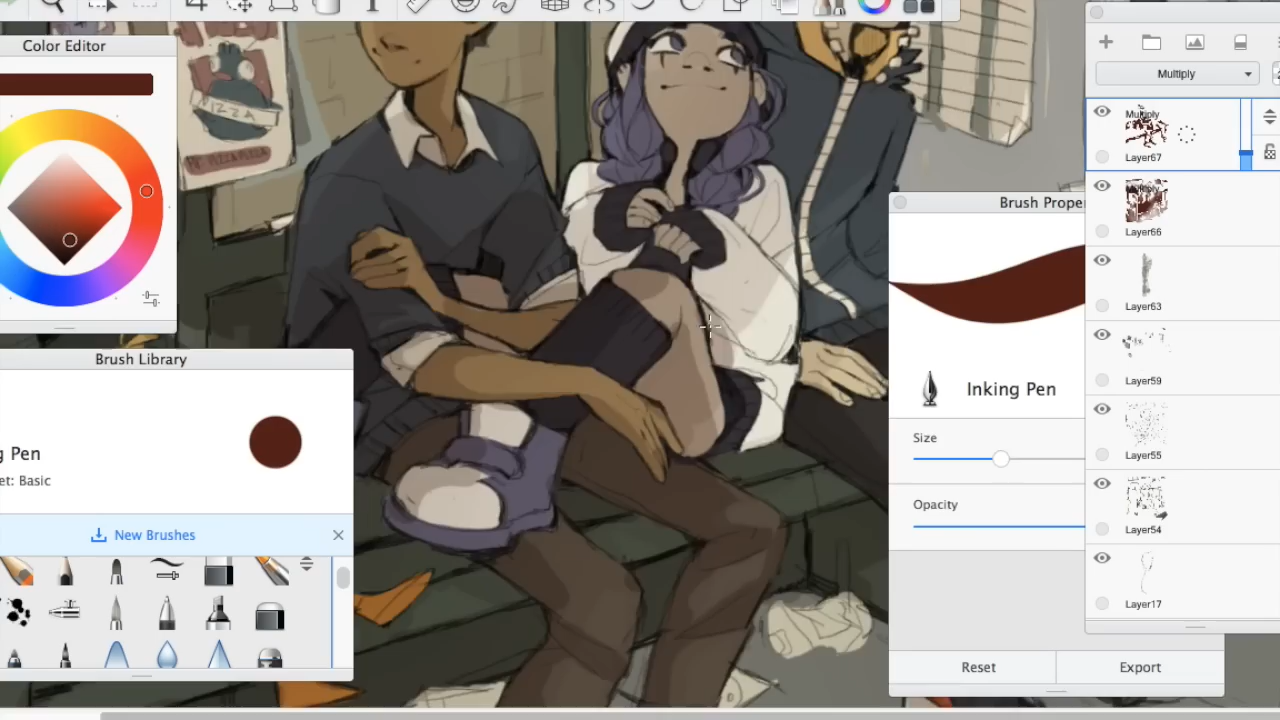 Color Editor
PIZZA
Brush Library
g Pen
et: Basic
New Brushes
Brush Proper
Inking Pen
Size
Opacity
Reset
Export
Multiply
Multiply
Layer67
Multiply
Layer66
Layer63
Layer59
Layer55
Layer54
Layer17